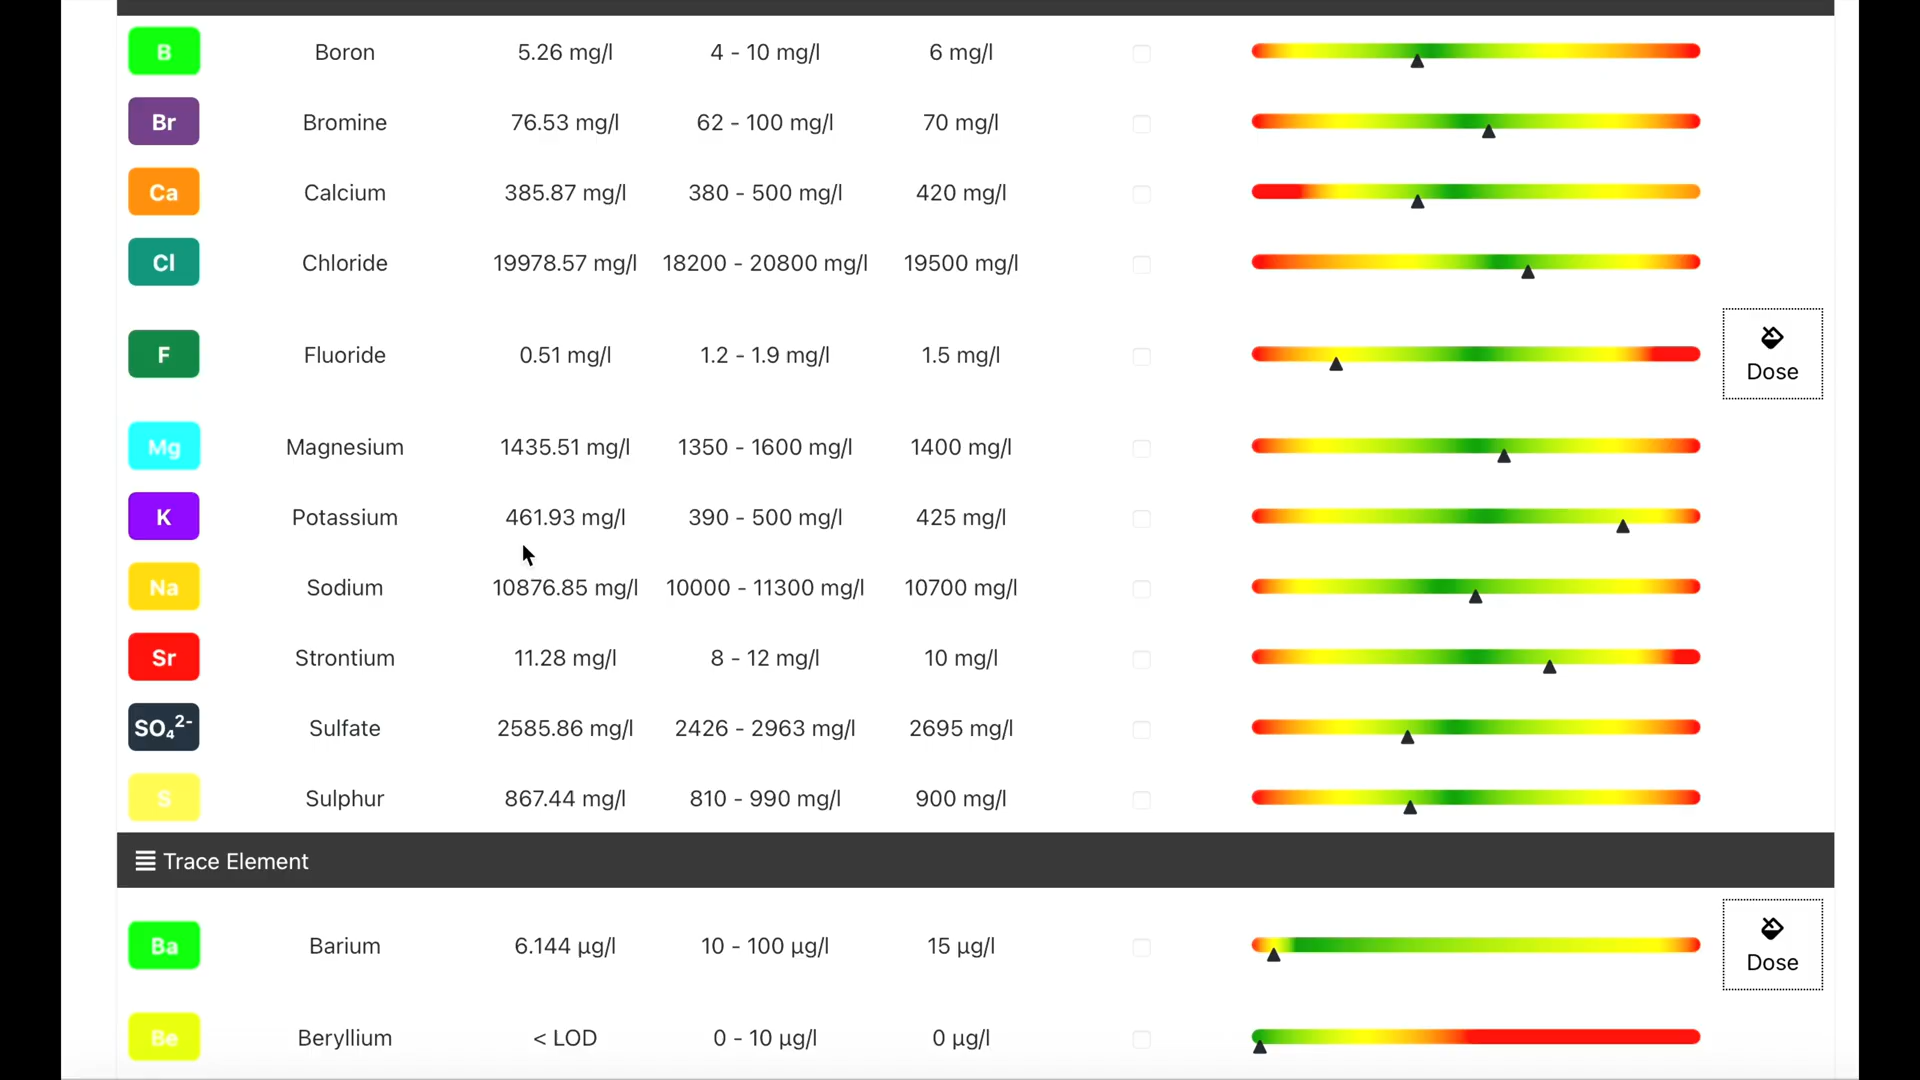 B Boron 5.26 mg/l 4 - 10 mg/l 6 mg/l
Br Bromine 76.53 mg/l 62 - 100 mg/l 70 mg/l
Ca Calcium 385.87 mg/l 380 - 500 mg/l 420 mg/l
Cl Chloride 19978.57 mg/l 18200 - 20800 mg/l 19500 mg/l
F Fluoride 0.51 mg/l 1.2 - 1.9 mg/l 1.5 mg/l Dose
Mg Magnesium 1435.51 mg/l 1350 - 1600 mg/l 1400 mg/l
K Potassium 461.93 mg/l 390 - 500 mg/l 425 mg/l
Na Sodium 10876.85 mg/l 10000 - 11300 mg/l 10700 mg/l
Sr Strontium 11.28 mg/l 8 - 12 mg/l 10 mg/l
SO₄²⁻ Sulfate 2585.86 mg/l 2426 - 2963 mg/l 2695 mg/l
S Sulphur 867.44 mg/l 810 - 990 mg/l 900 mg/l
Trace Element
Ba Barium 6.144 µg/l 10 - 100 µg/l 15 µg/l Dose
Be Beryllium < LOD 0 - 10 µg/l 0 µg/l